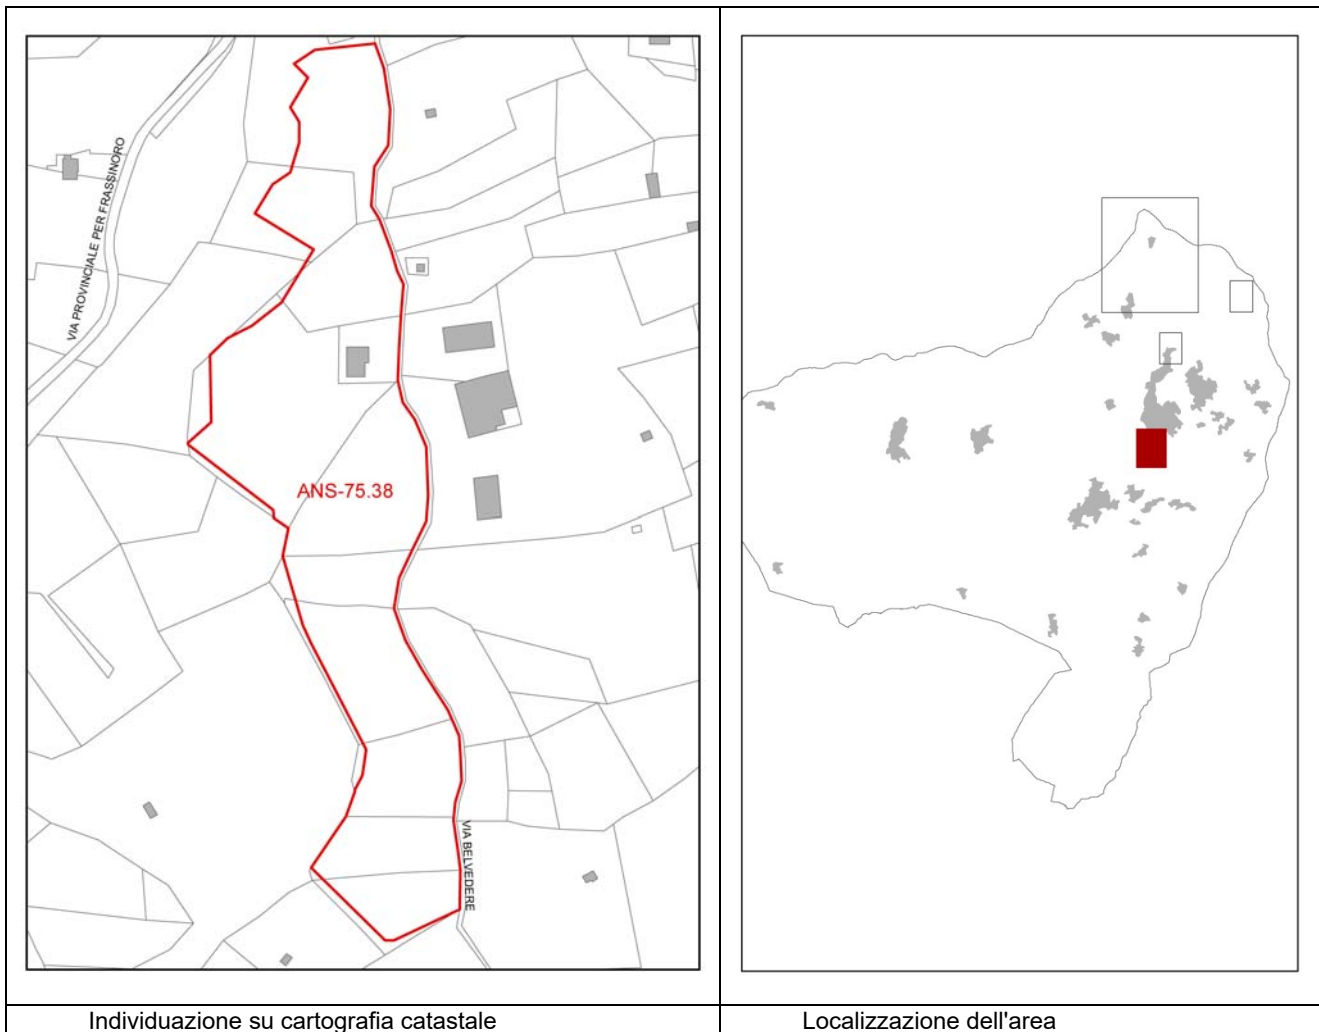 VIA PROVINCIALE PER FRASSINORO
ANS-75.38
VIA BELVEDERE
Individuazione su cartografia catastale
Localizzazione dell'area